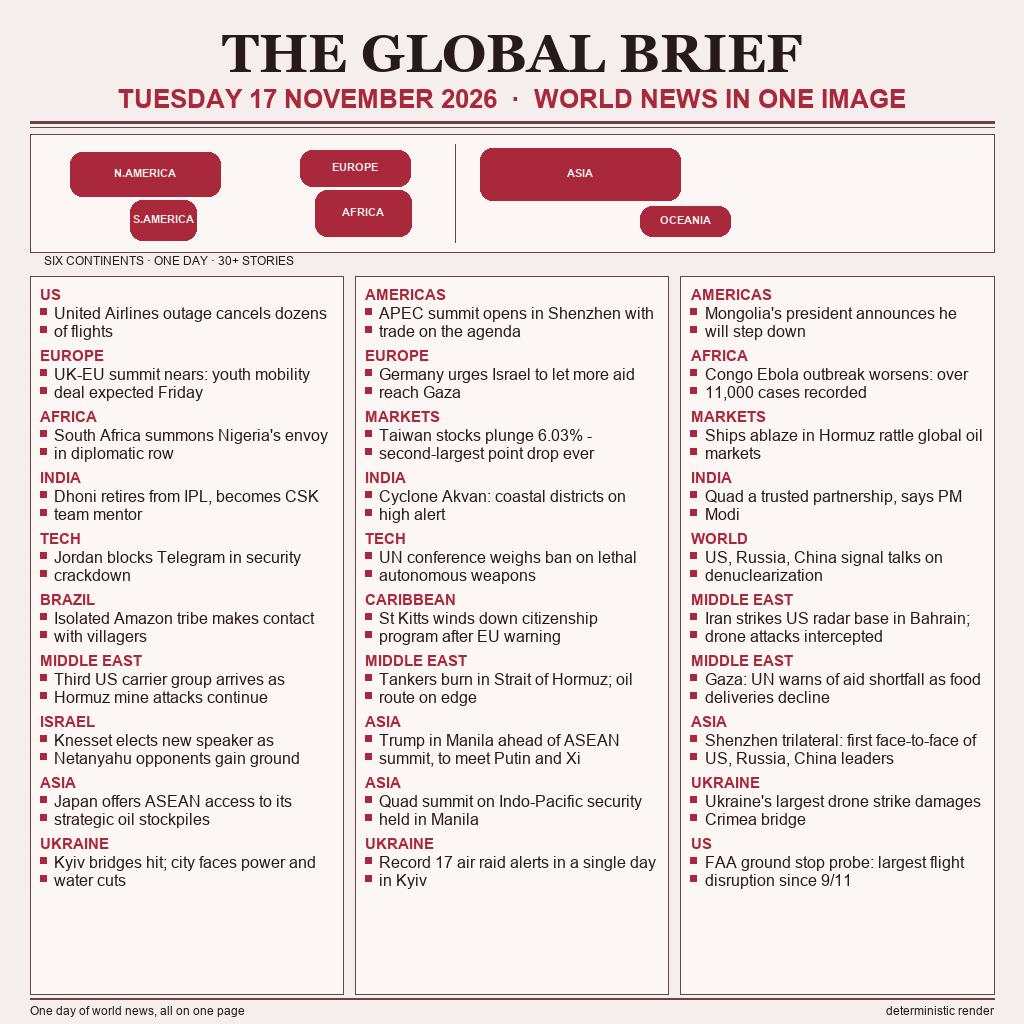 THE GLOBAL BRIEF
TUESDAY 17 NOVEMBER 2026 · WORLD NEWS IN ONE IMAGE
N.AMERICA
S.AMERICA
EUROPE
AFRICA
ASIA
OCEANIA
SIX CONTINENTS · ONE DAY · 30+ STORIES
US
United Airlines outage cancels dozens
of flights
EUROPE
UK-EU summit nears: youth mobility
deal expected Friday
AFRICA
South Africa summons Nigeria's envoy
in diplomatic row
INDIA
Dhoni retires from IPL, becomes CSK
team mentor
TECH
Jordan blocks Telegram in security
crackdown
BRAZIL
Isolated Amazon tribe makes contact
with villagers
MIDDLE EAST
Third US carrier group arrives as
Hormuz mine attacks continue
ISRAEL
Knesset elects new speaker as
Netanyahu opponents gain ground
ASIA
Japan offers ASEAN access to its
strategic oil stockpiles
UKRAINE
Kyiv bridges hit; city faces power and
water cuts
AMERICAS
APEC summit opens in Shenzhen with
trade on the agenda
EUROPE
Germany urges Israel to let more aid
reach Gaza
MARKETS
Taiwan stocks plunge 6.03% -
second-largest point drop ever
INDIA
Cyclone Akvan: coastal districts on
high alert
TECH
UN conference weighs ban on lethal
autonomous weapons
CARIBBEAN
St Kitts winds down citizenship
program after EU warning
MIDDLE EAST
Tankers burn in Strait of Hormuz; oil
route on edge
ASIA
Trump in Manila ahead of ASEAN
summit, to meet Putin and Xi
ASIA
Quad summit on Indo-Pacific security
held in Manila
UKRAINE
Record 17 air raid alerts in a single day
in Kyiv
AMERICAS
Mongolia's president announces he
will step down
AFRICA
Congo Ebola outbreak worsens: over
11,000 cases recorded
MARKETS
Ships ablaze in Hormuz rattle global oil
markets
INDIA
Quad a trusted partnership, says PM
Modi
WORLD
US, Russia, China signal talks on
denuclearization
MIDDLE EAST
Iran strikes US radar base in Bahrain;
drone attacks intercepted
MIDDLE EAST
Gaza: UN warns of aid shortfall as food
deliveries decline
ASIA
Shenzhen trilateral: first face-to-face of
US, Russia, China leaders
UKRAINE
Ukraine's largest drone strike damages
Crimea bridge
US
FAA ground stop probe: largest flight
disruption since 9/11
One day of world news, all on one page
deterministic render